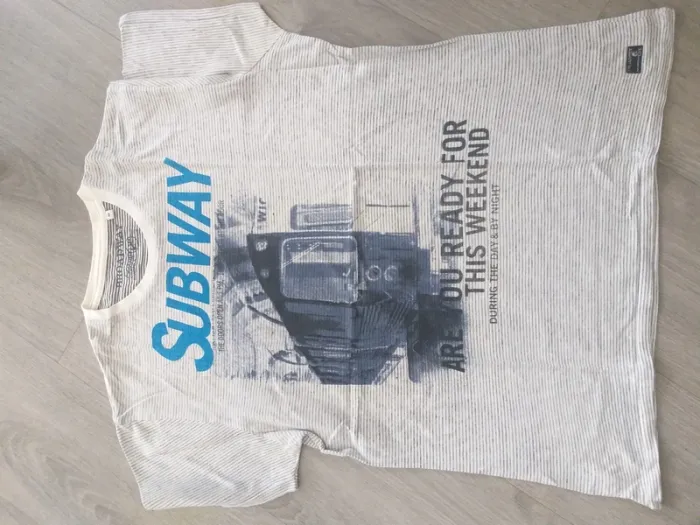 SUBWAY
ARE YOU READY FOR
THIS WEEKEND
DURING THE DAY & BY NIGHT